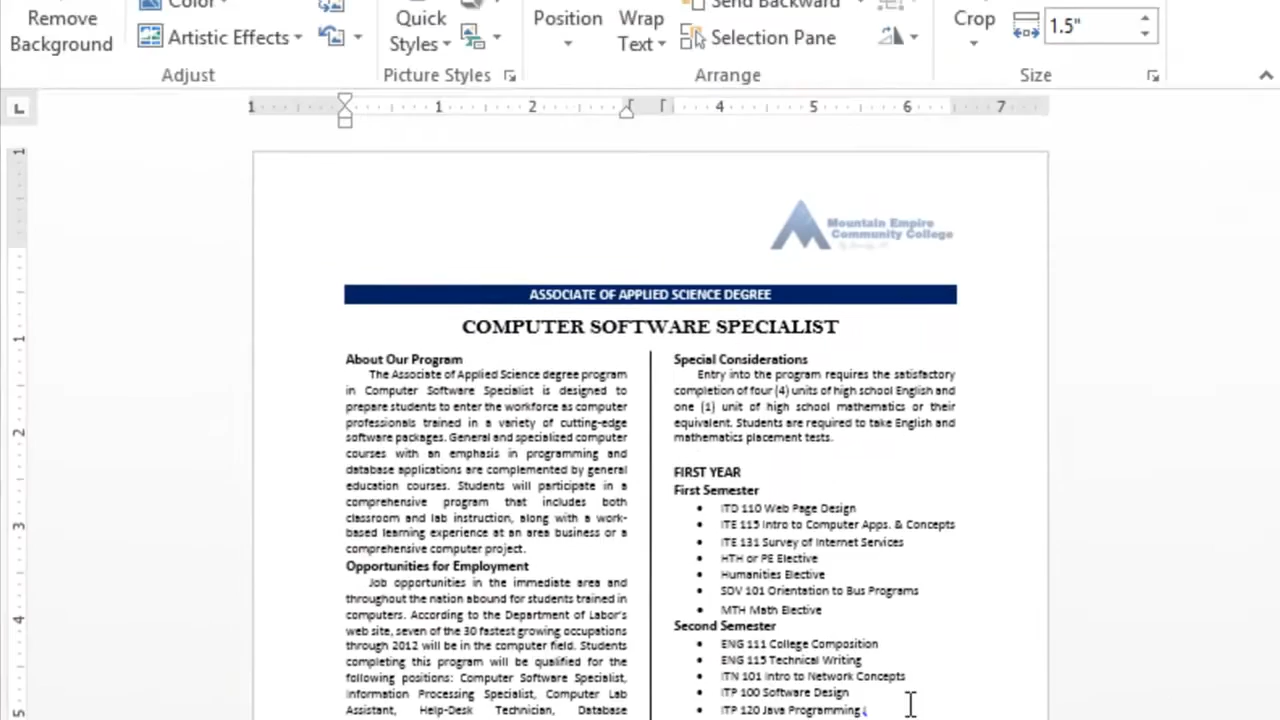 Color
Send Backward
Remove
Background
Artistic Effects
Quick
Styles
Position
Wrap
Text
Selection Pane
Crop
1.5"
Adjust
Picture Styles
Arrange
Size
1 1 2 4 5 6 7
Mountain Empire
Community College
ASSOCIATE OF APPLIED SCIENCE DEGREE
COMPUTER SOFTWARE SPECIALIST
About Our Program
The Associate of Applied Science degree program
in Computer Software Specialist is designed to
prepare students to enter the workforce as computer
professionals trained in a variety of cutting-edge
software packages. General and specialized computer
courses with an emphasis in programming and
database applications are complemented by general
education courses. Students will participate in a
comprehensive program that includes both
classroom and lab instruction, along with a work-
based learning experience at an area business or a
comprehensive computer project.
Opportunities for Employment
Job opportunities in the immediate area and
throughout the nation abound for students trained in
computers. According to the Department of Labor's
web site, seven of the 30 fastest growing occupations
through 2012 will be in the computer field. Students
completing this program will be qualified for the
following positions: Computer Software Specialist,
Information Processing Specialist, Computer Lab
Assistant, Help-Desk Technician, Database
Special Considerations
Entry into the program requires the satisfactory
completion of four (4) units of high school English and
one (1) unit of high school mathematics or their
equivalent. Students are required to take English and
mathematics placement tests.
FIRST YEAR
First Semester
• ITD 110 Web Page Design
• ITE 115 Intro to Computer Apps. & Concepts
• ITE 131 Survey of Internet Services
• HTH or PE Elective
• Humanities Elective
• SDV 101 Orientation to Bus Programs
• MTH Math Elective
Second Semester
• ENG 111 College Composition
• ENG 115 Technical Writing
• ITN 101 Intro to Network Concepts
• ITP 100 Software Design
• ITP 120 Java Programming
1
1
2
3
4
5